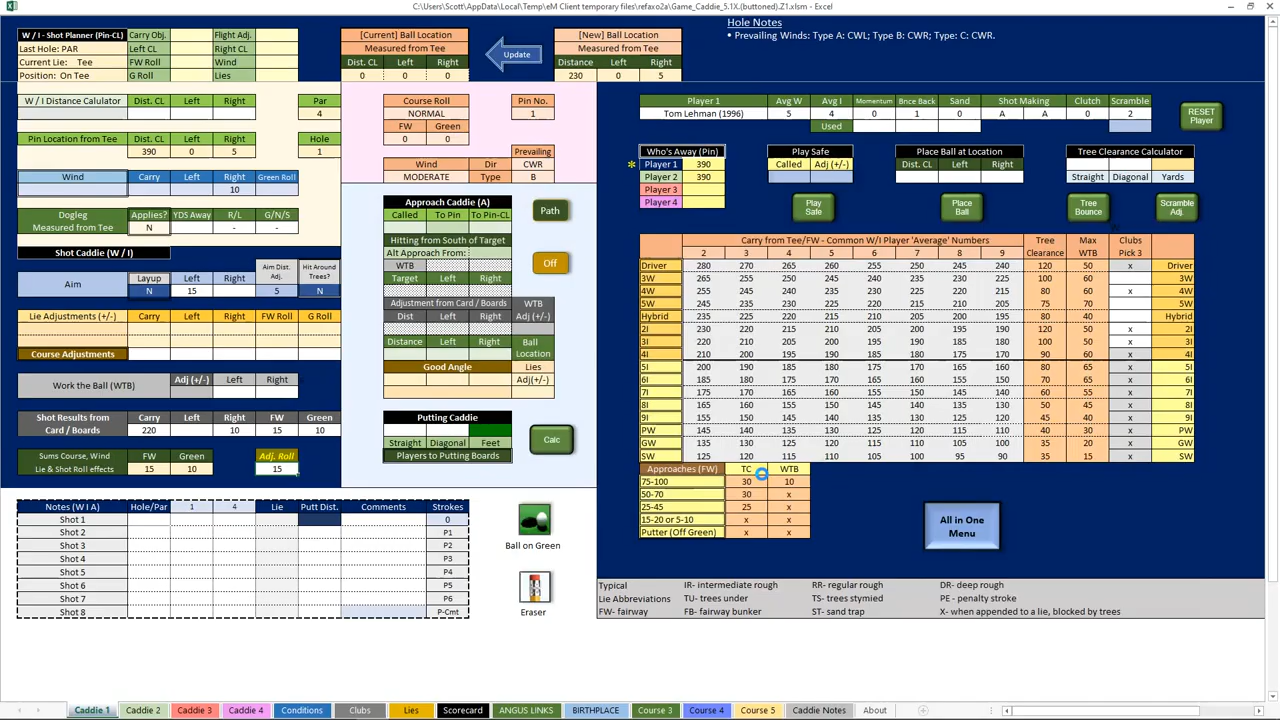 C:\Users\Scott\AppData\Local\Temp\eM Client temporary files\refaxo2a\Game_Caddie_5.1X.(buttoned).Z1.xlsm - Excel
W / I - Shot Planner (Pin-CL) Carry Obj. Flight Adj.
Last Hole: PAR Left CL Right CL
Current Lie: Tee FW Roll Wind
Position: On Tee G Roll Lies
[Current] Ball Location
Measured from Tee
Dist. CL Left Right
0 0 0
Update
[New] Ball Location
Measured from Tee
Distance Left Right
230 0 5
Hole Notes
• Prevailing Winds: Type A: CWL; Type B: CWR; Type: C: CWR.
W / I Distance Calulator Dist. CL Left Right Par
4
Pin Location from Tee Dist. CL Left Right Hole
390 0 5 1
Wind Carry Left Right Green Roll
10
Dogleg Applies? YDS Away R/L G/N/S
Measured from Tee N - -
Shot Caddie (W / I)
Aim Dist. Adj. Hit Around Trees?
Aim Layup Left Right
N 15 5 N
Lie Adjustments (+/-) Carry Left Right FW Roll G Roll
Course Adjustments
Work the Ball (WTB) Adj (+/-) Left Right
Shot Results from Carry Left Right FW Green
Card / Boards 220 10 15 10
Sums Course, Wind FW Green Adj. Roll
Lie & Shot Roll effects 15 10 15
Course Roll Pin No.
NORMAL 1
FW Green
0 0
Prevailing
Wind Dir CWR
MODERATE Type B
Approach Caddie (A)
Called To Pin To Pin-CL
Path
Hitting from South of Target
Alt Approach From:
WTB
Off
Target Left Right
Adjustment from Card / Boards WTB
Dist Left Right Adj (+/-)
Distance Left Right Ball
Location
Good Angle Lies
Adj(+/-)
Putting Caddie
Straight Diagonal Feet
Players to Putting Boards
Calc
Player 1 Avg W Avg I Momentum Bnce Back Sand Shot Making Clutch Scramble
Tom Lehman (1996) 5 4 0 1 0 A A 0 2
Used
RESET
Player
Who's Away (Pin) Play Safe Place Ball at Location Tree Clearance Calculator
* Player 1 390 Called Adj (+/-) Dist. CL Left Right
Player 2 390 Straight Diagonal Yards
Player 3
Player 4
Play
Safe
Place
Ball
Tree
Bounce
Scramble
Adj.
Carry from Tee/FW - Common W/I Player 'Average' Numbers Tree Max Clubs
2 3 4 5 6 7 8 9 Clearance WTB Pick 3
Driver 280 270 265 260 255 250 245 240 120 50 x Driver
3W 265 255 250 245 240 235 230 225 100 60 3W
4W 255 245 240 235 230 225 220 215 80 60 x 4W
5W 245 235 230 225 220 215 210 205 75 70 5W
Hybrid 235 225 220 215 210 205 200 195 80 40 Hybrid
2I 230 220 215 210 205 200 195 190 120 50 x 2I
3I 220 210 205 200 195 190 185 180 100 50 x 3I
4I 210 200 195 190 185 180 175 170 90 60 x 4I
5I 200 190 185 180 175 170 165 160 80 65 x 5I
6I 185 180 175 170 165 160 155 150 70 65 x 6I
7I 175 170 165 160 155 150 145 140 60 55 x 7I
8I 165 160 155 150 145 140 135 130 50 45 x 8I
9I 155 150 145 140 135 130 125 120 45 40 x 9I
PW 145 140 135 130 125 120 115 110 40 30 x PW
GW 135 130 125 120 115 110 105 100 35 20 x GW
SW 125 120 115 110 105 100 95 90 35 15 x SW
Approaches (FW) TC WTB
75-100 30 10
50-70 30 x
25-45 25 x
15-20 or 5-10 x x
Putter (Off Green) x x
All in One
Menu
Notes (W I A) Hole/Par 1 4 Lie Putt Dist. Comments Strokes
Shot 1 0
Shot 2 P1
Shot 3 P2
Shot 4 P3
Shot 5 P4
Shot 6 P5
Shot 7 P6
Shot 8 P-Cmt
Ball on Green
Eraser
Typical IR- intermediate rough RR- regular rough DR- deep rough
Lie Abbreviations TU- trees under TS- trees stymied PE - penalty stroke
FW- fairway FB- fairway bunker ST- sand trap X- when appended to a lie, blocked by trees
Caddie 1 Caddie 2 Caddie 3 Caddie 4 Conditions Clubs Lies Scorecard ANGUS LINKS BIRTHPLACE Course 3 Course 4 Course 5 Caddie Notes About